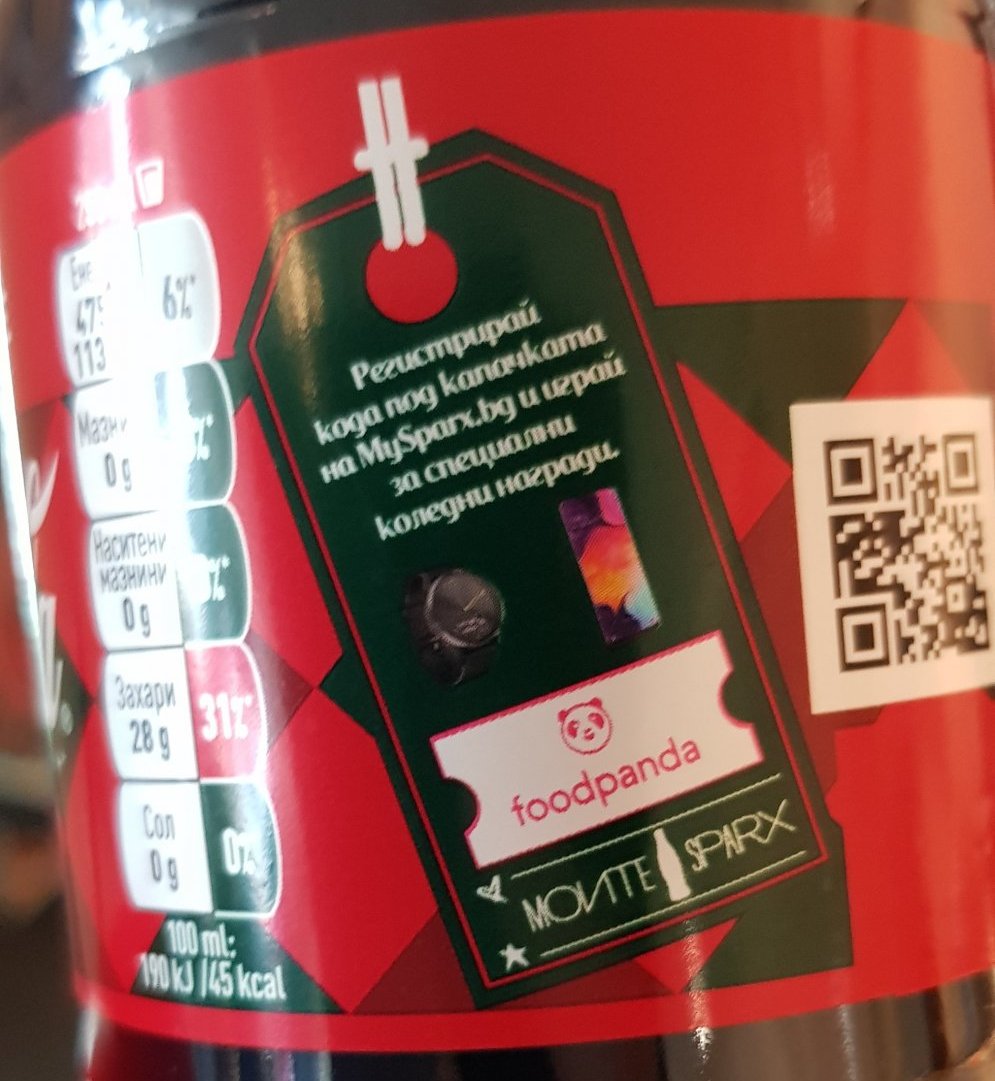 6%*
113
Мазни
0 g
Наситени
мазнини
0 g
Захари
28 g
31%*
Сол
0 g
0%
100 ml:
190 kJ /45 kcal
Регистрирай
кода под капачката
на MySparx.bg и играй
за специални
коледни награди.
foodpanda
МОИТЕ SPARX